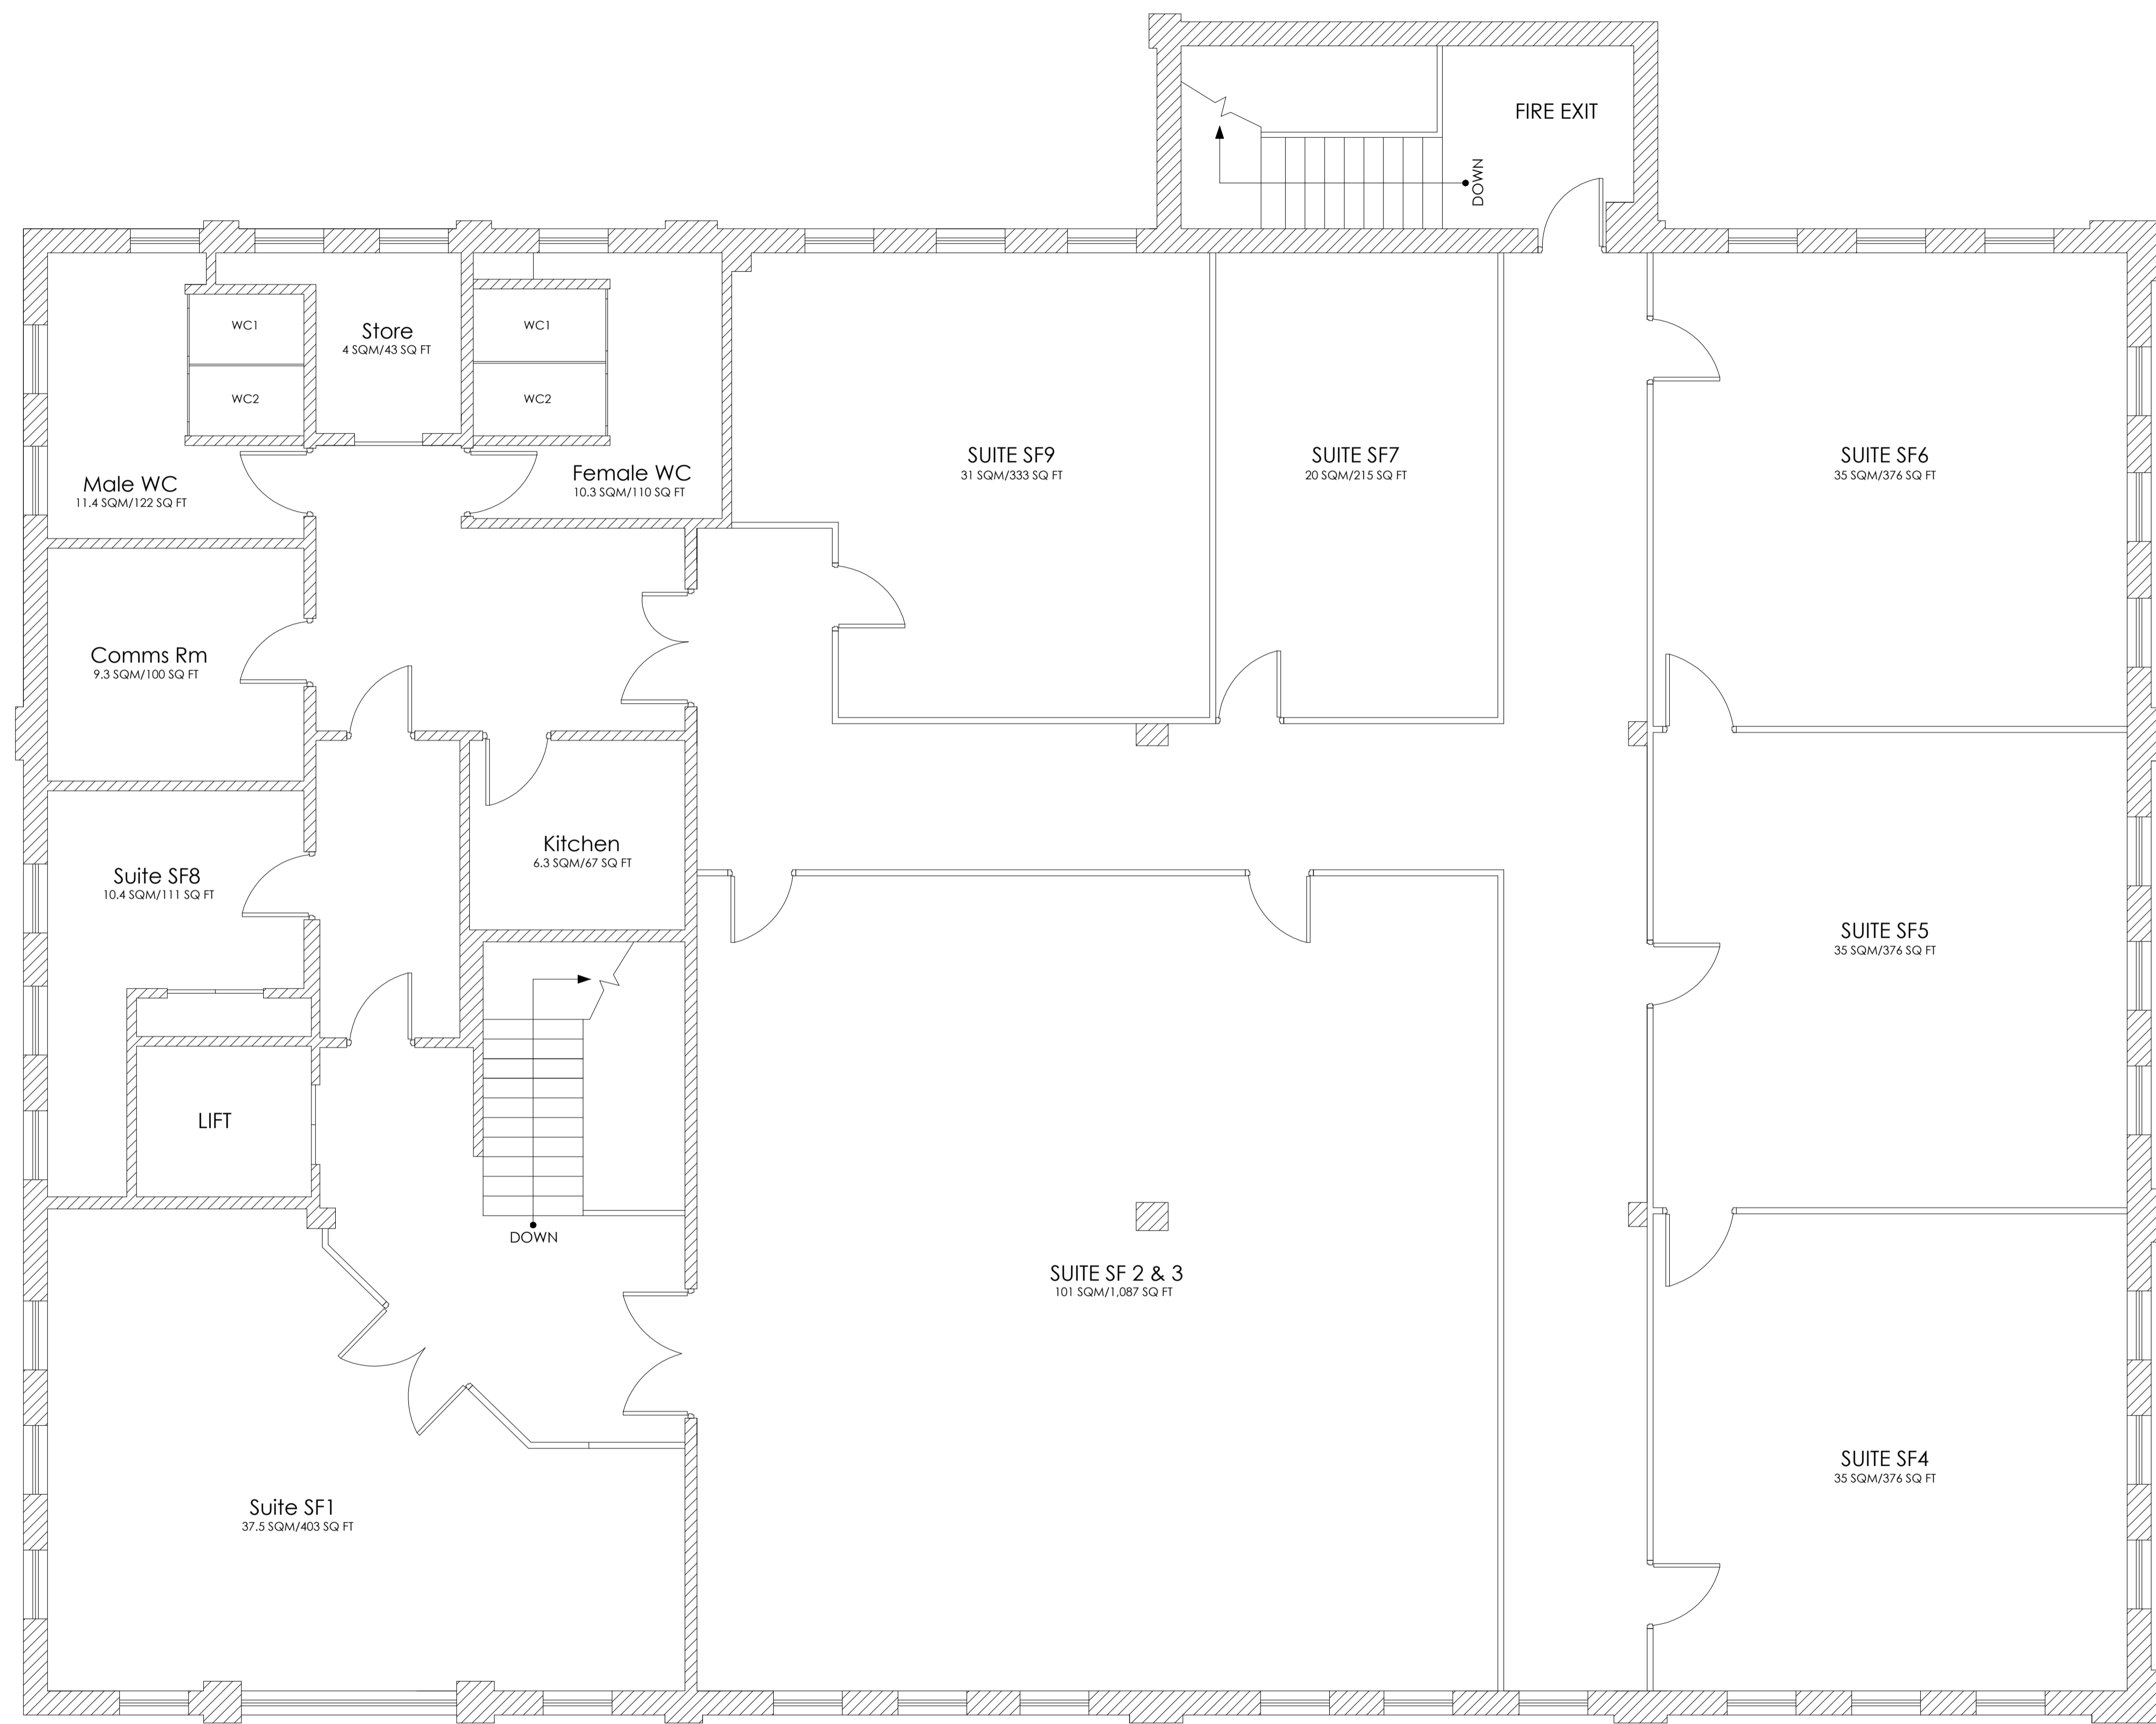 FIRE EXIT
DOWN
WC1
Store
4 SQM/43 SQ FT
WC1
WC2
WC2
Male WC
11.4 SQM/122 SQ FT
Female WC
10.3 SQM/110 SQ FT
SUITE SF9
31 SQM/333 SQ FT
SUITE SF7
20 SQM/215 SQ FT
SUITE SF6
35 SQM/376 SQ FT
Comms Rm
9.3 SQM/100 SQ FT
Kitchen
6.3 SQM/67 SQ FT
Suite SF8
10.4 SQM/111 SQ FT
SUITE SF5
35 SQM/376 SQ FT
LIFT
DOWN
SUITE SF 2 & 3
101 SQM/1,087 SQ FT
SUITE SF4
35 SQM/376 SQ FT
Suite SF1
37.5 SQM/403 SQ FT